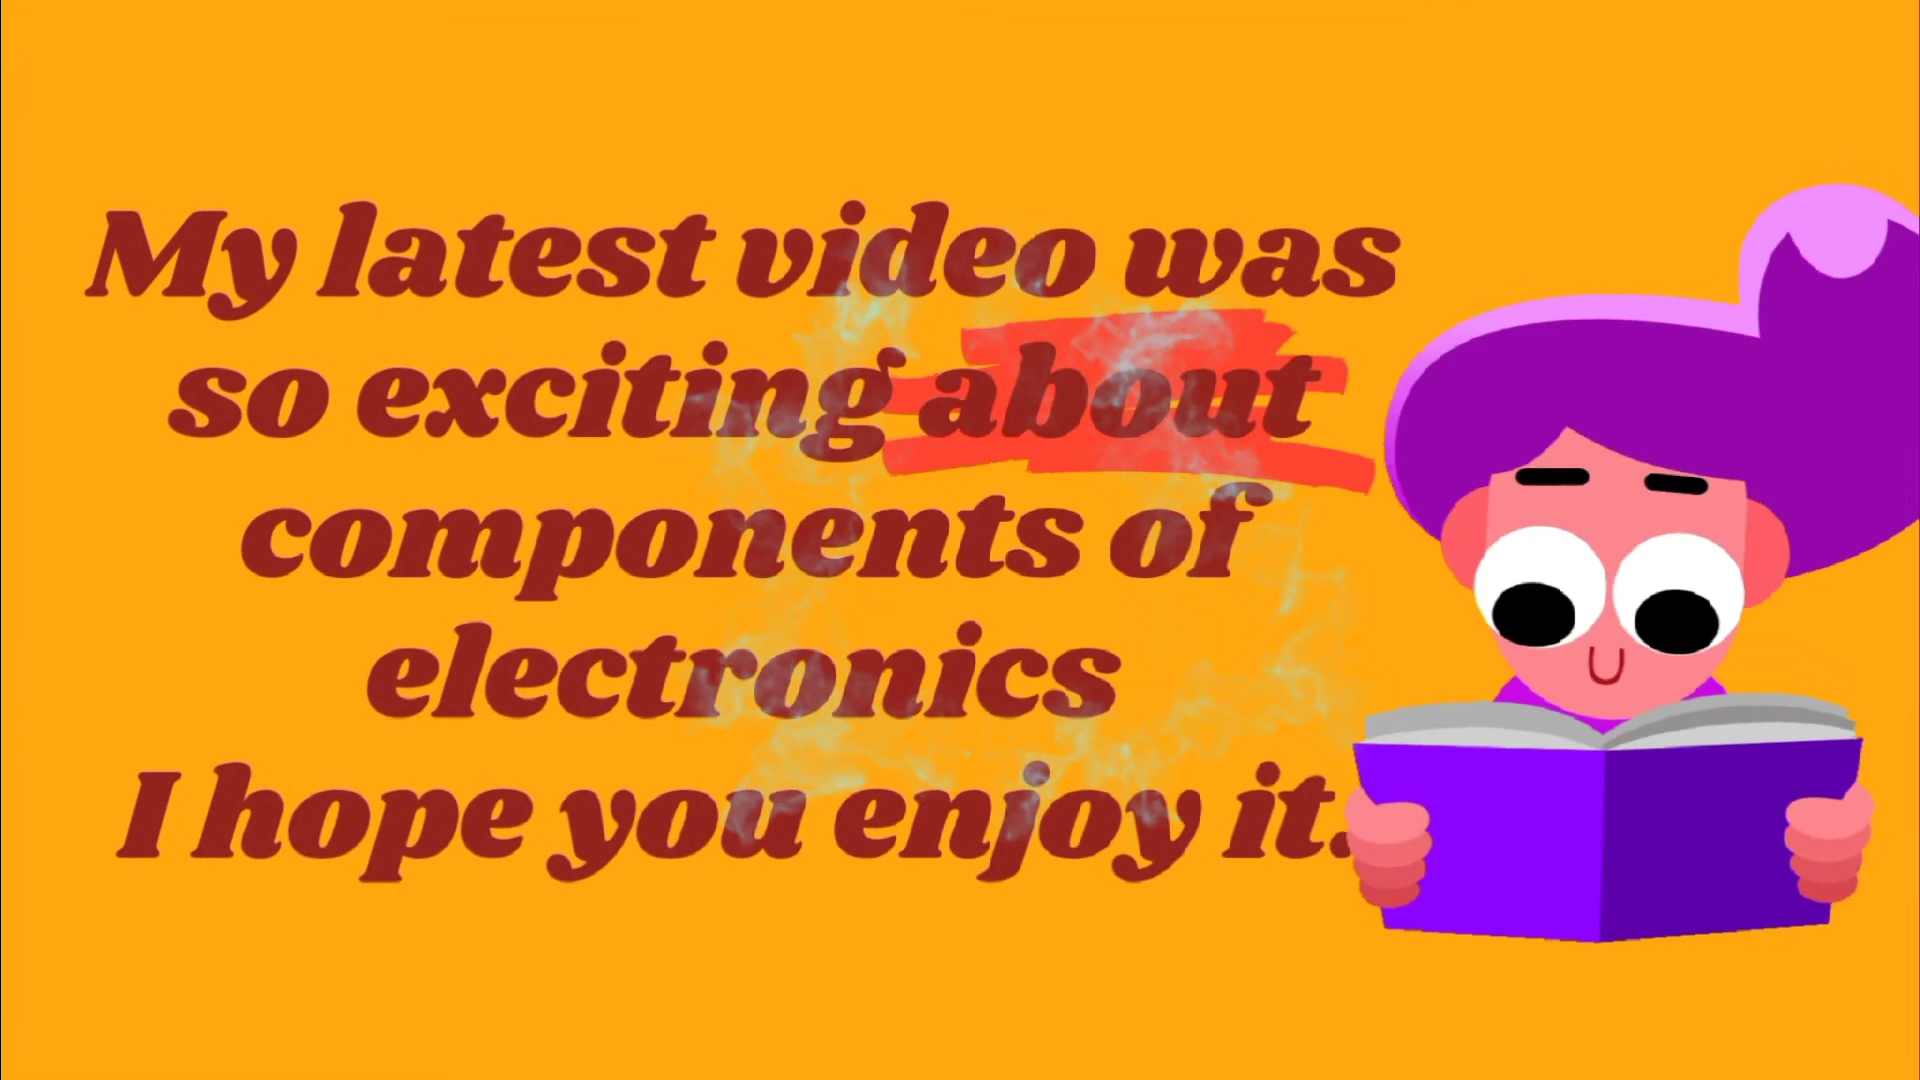 My latest video was
so exciting about
components of
electronics
I hope you enjoy it.